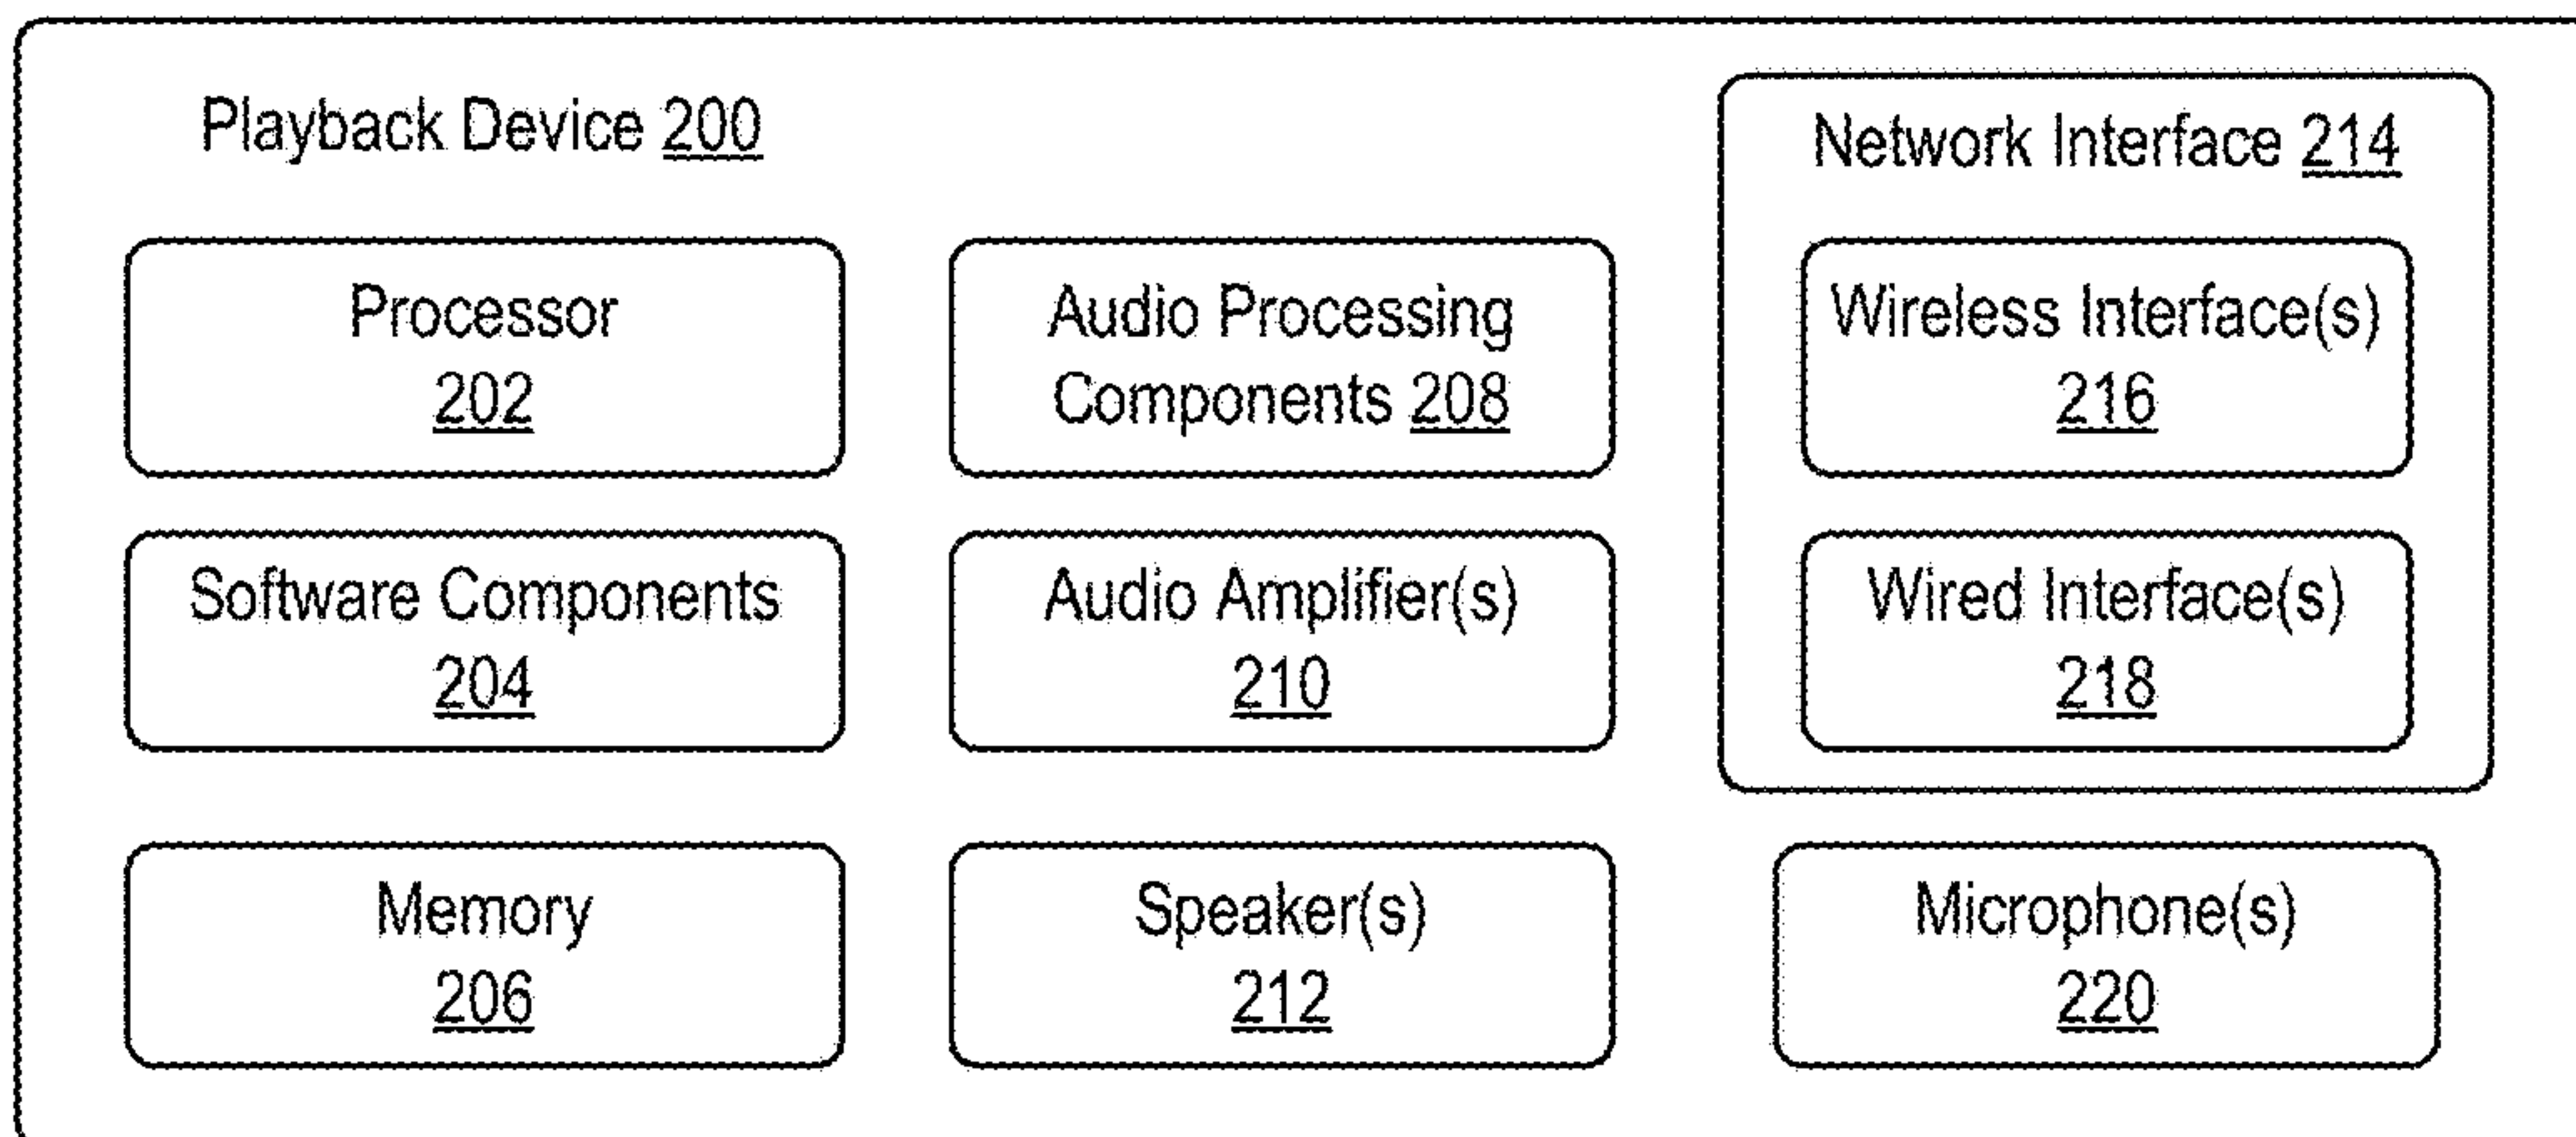 Playback Device 200
Network Interface 214
Processor
202
Audio Processing
Components 208
Wireless Interface(s)
216
Software Components
204
Audio Amplifier(s)
210
Wired Interface(s)
218
Memory
206
Speaker(s)
212
Microphone(s)
220